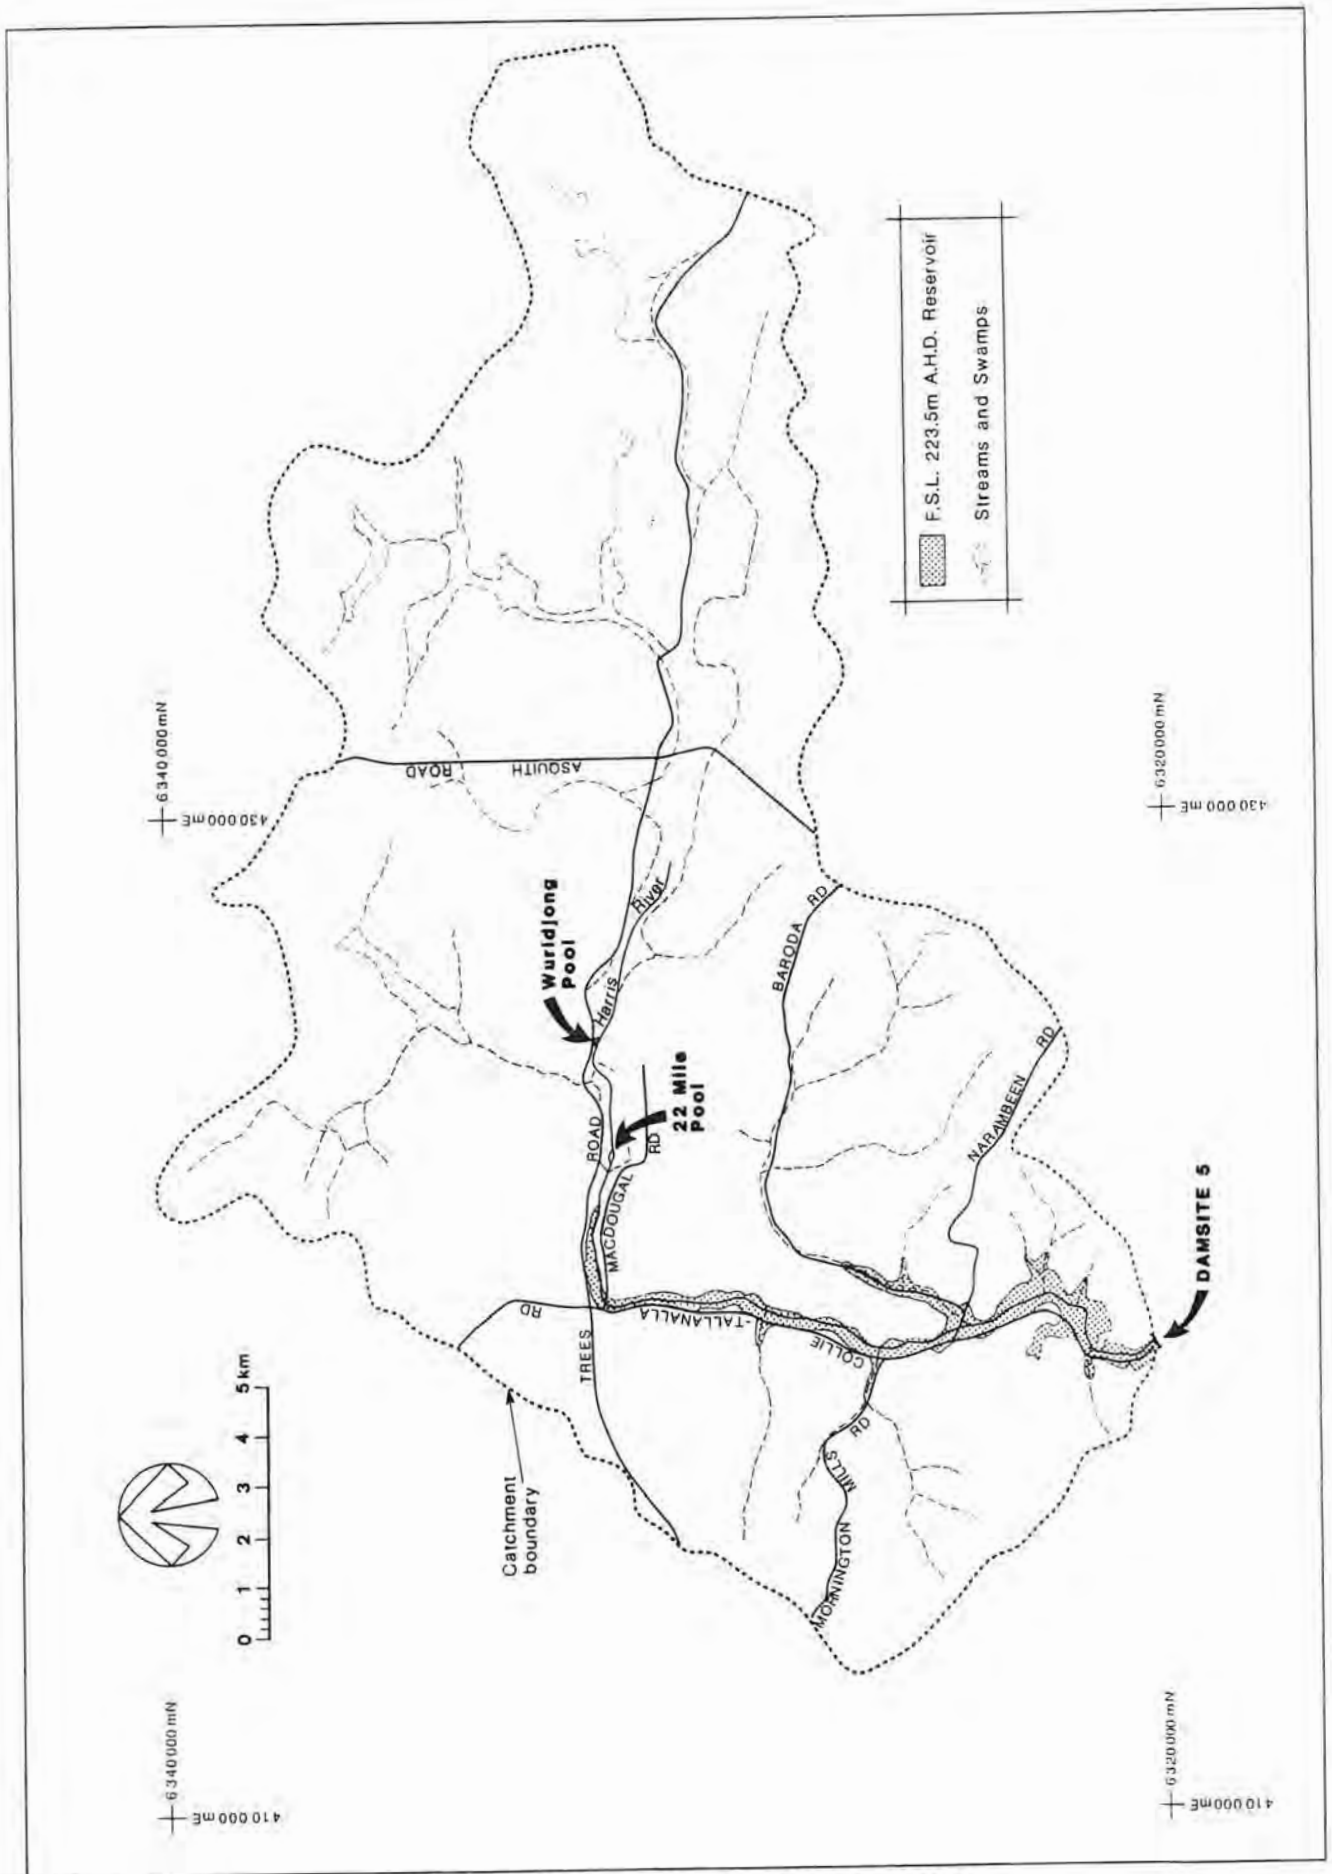 6340000mN
430000mE
6320000mN
430000mE
6340000mN
410000mE
6320000mN
410000mE
0 1 2 3 4 5km
Catchment
boundary
ASQUITH
ROAD
Wuridjong
Pool
Harris
River
22 Mile
Pool
ROAD
TREES
MACDOUGAL
RD
RD
COLLIE
-TALLANALLA
BARODA
RD
NARAMBEEN
RD
MORNINGTON
MILLS
RD
DAMSITE 5
F.S.L. 223.5m A.H.D. Reservoir
Streams and Swamps